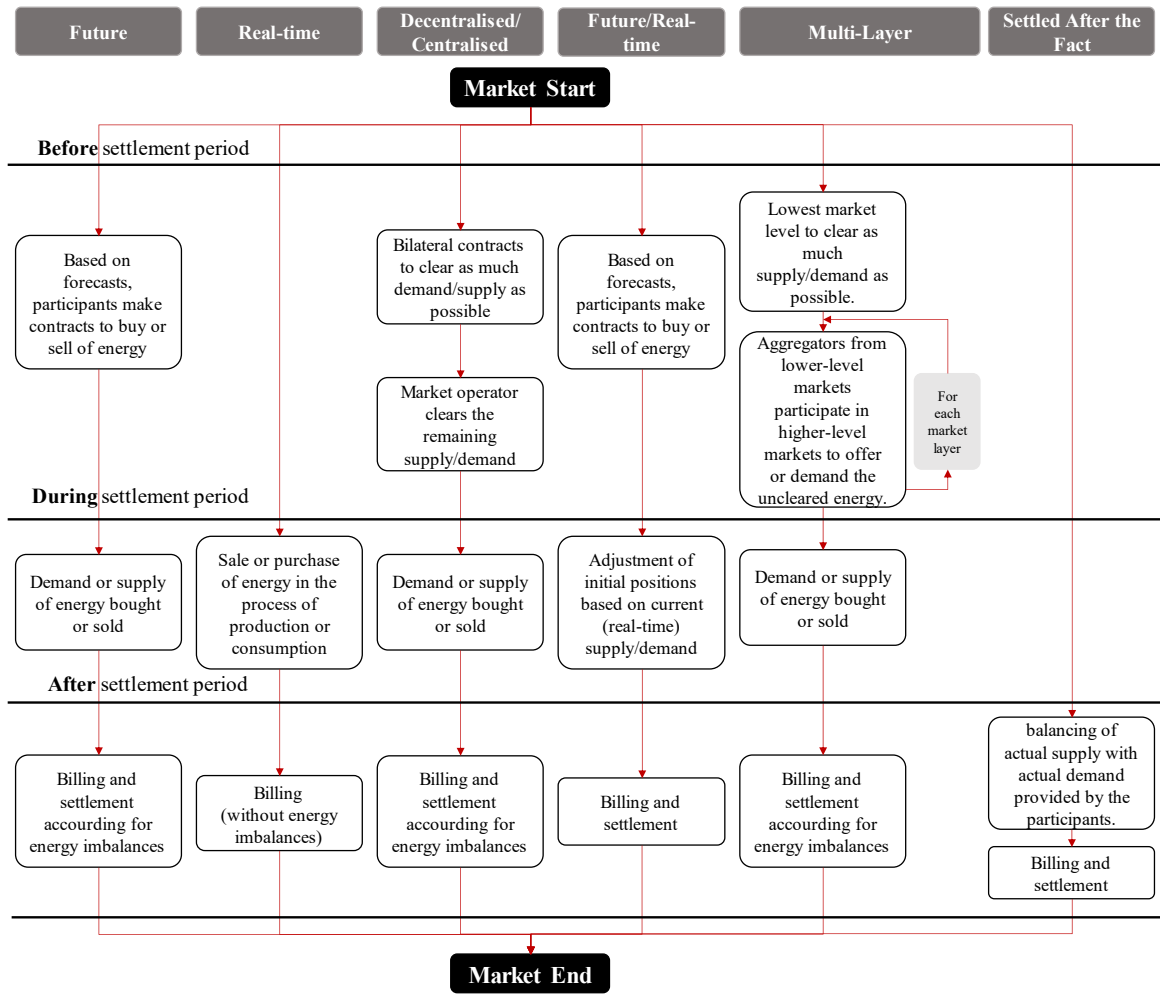 Future
Real-time
Decentralised/
Centralised
Future/Real-
time
Multi-Layer
Settled After the
Fact
Market Start
Before settlement period
Based on
forecasts,
participants make
contracts to buy or
sell of energy
Bilateral contracts
to clear as much
demand/supply as
possible
Market operator
clears the
remaining
supply/demand
Based on
forecasts,
participants make
contracts to buy or
sell of energy
Lowest market
level to clear as
much
supply/demand as
possible.
Aggregators from
lower-level
markets
participate in
higher-level
markets to offer
or demand the
uncleared energy.
For
each
market
layer
During settlement period
Demand or supply
of energy bought
or sold
Sale or purchase
of energy in the
process of
production or
consumption
Demand or supply
of energy bought
or sold
Adjustment of
initial positions
based on current
(real-time)
supply/demand
Demand or supply
of energy bought
or sold
After settlement period
Billing and
settlement
accourding for
energy imbalances
Billing
(without energy
imbalances)
Billing and
settlement
accourding for
energy imbalances
Billing and
settlement
Billing and
settlement
accourding for
energy imbalances
balancing of
actual supply with
actual demand
provided by the
participants.
Billing and
settlement
Market End